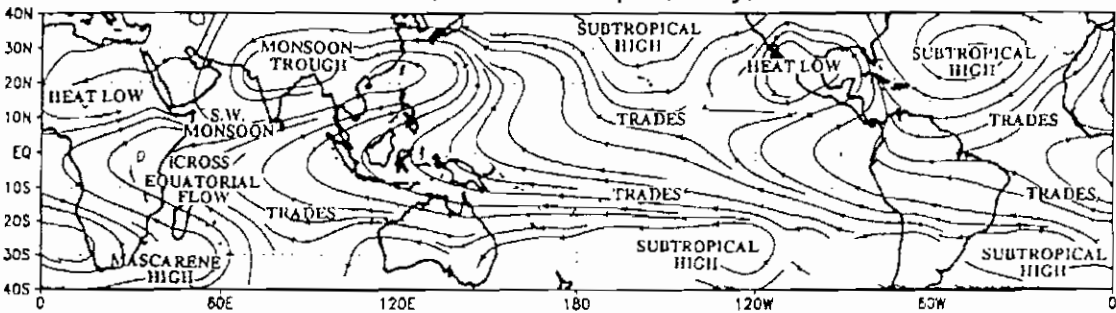 40N
30N
20N
10N
EQ
10S
20S
30S
40S
SUBTROPICAL
HIGH
MONSOON
TROUGH
SUBTROPICAL
HIGH
HEAT LOW
HEAT LOW
S.W.
MONSOON
TRADES
TRADES
CROSS
EQUATORIAL
FLOW
TRADES
TRADES
TRADES
MASCARENE
HIGH
SUBTROPICAL
HIGH
SUBTROPICAL
HIGH
0
60E
120E
180
120W
60W
0